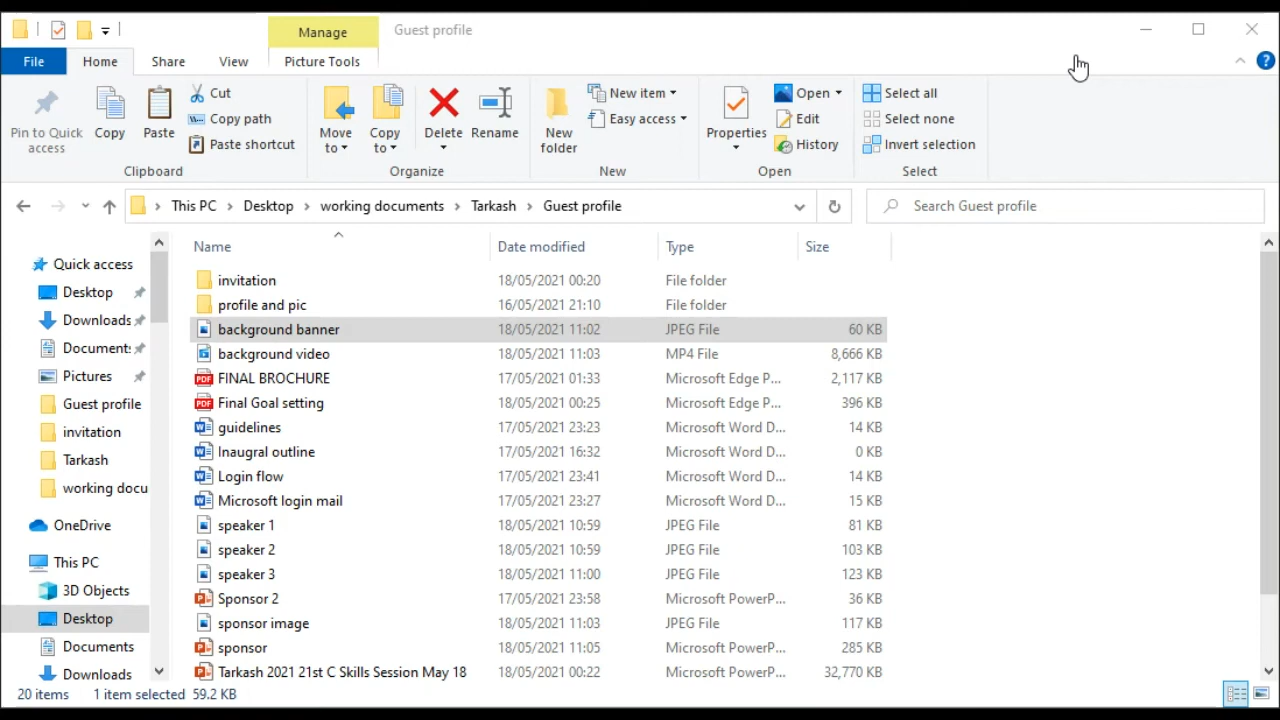 Manage
Guest profile
File
Home
Share
View
Picture Tools
Pin to Quick access
Copy
Paste
Cut
Copy path
Paste shortcut
Clipboard
Move to
Copy to
Delete
Rename
Organize
New folder
New item
Easy access
New
Properties
Open
Edit
History
Open
Select all
Select none
Invert selection
Select
This PC > Desktop > working documents > Tarkash > Guest profile
Search Guest profile
Name Date modified Type Size
Quick access
Desktop
Downloads
Documents
Pictures
Guest profile
invitation
Tarkash
working docu
OneDrive
This PC
3D Objects
Desktop
Documents
Downloads
invitation 18/05/2021 00:20 File folder
profile and pic 16/05/2021 21:10 File folder
background banner 18/05/2021 11:02 JPEG File 60 KB
background video 18/05/2021 11:03 MP4 File 8,666 KB
PDF FINAL BROCHURE 17/05/2021 01:33 Microsoft Edge P... 2,117 KB
PDF Final Goal setting 18/05/2021 00:25 Microsoft Edge P... 396 KB
guidelines 17/05/2021 23:23 Microsoft Word D... 14 KB
Inaugral outline 17/05/2021 16:32 Microsoft Word D... 0 KB
Login flow 17/05/2021 23:41 Microsoft Word D... 14 KB
Microsoft login mail 17/05/2021 23:27 Microsoft Word D... 15 KB
speaker 1 18/05/2021 10:59 JPEG File 81 KB
speaker 2 18/05/2021 10:59 JPEG File 103 KB
speaker 3 18/05/2021 11:00 JPEG File 123 KB
Sponsor 2 17/05/2021 23:58 Microsoft PowerP... 36 KB
sponsor image 18/05/2021 11:03 JPEG File 117 KB
sponsor 18/05/2021 11:05 Microsoft PowerP... 285 KB
Tarkash 2021 21st C Skills Session May 18 18/05/2021 00:22 Microsoft PowerP... 32,770 KB
20 items 1 item selected 59.2 KB